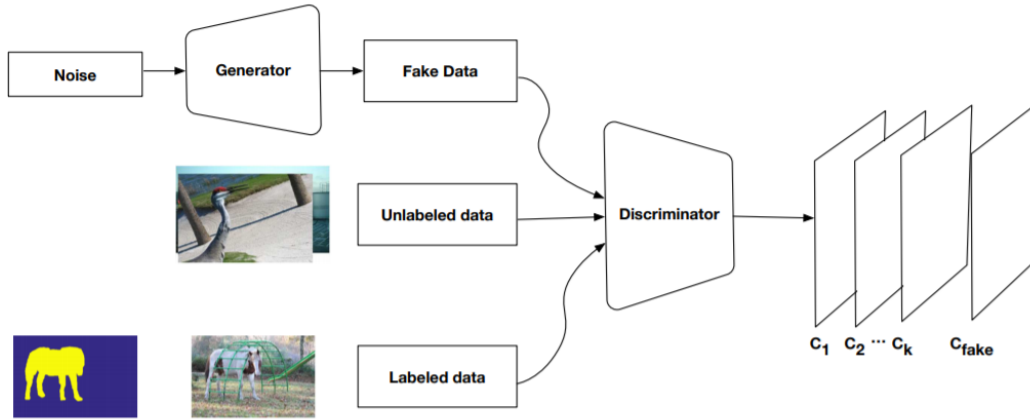 Noise
Generator
Fake Data
Unlabeled data
Discriminator
Labeled data
C1 C2 ... Ck Cfake